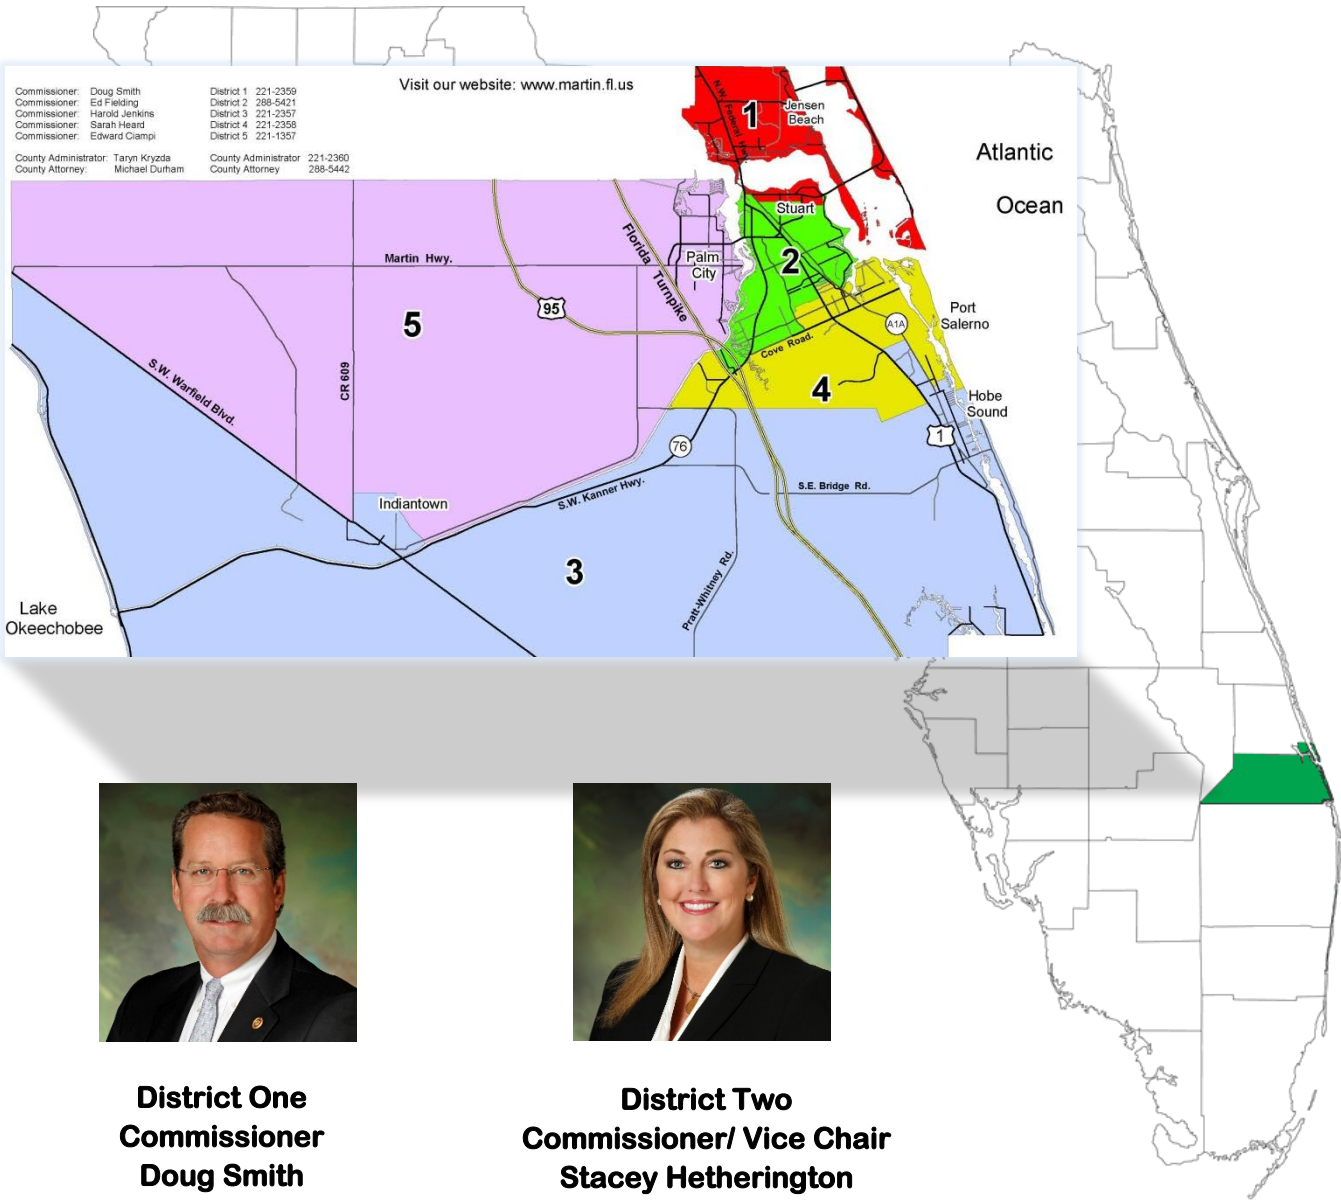 Visit our website: www.martin.fl.us
Commissioner: Doug Smith District 1 221-2359
Commissioner: Ed Fielding District 2 288-5421
Commissioner: Harold Jenkins District 3 221-2357
Commissioner: Sarah Heard District 4 221-2358
Commissioner: Edward Ciampi District 5 221-1357
County Administrator: Taryn Kryzda County Administrator 221-2360
County Attorney: Michael Durham County Attorney 288-5442
N.W. Federal Hwy.
1
Jensen
Beach
Atlantic
Ocean
Stuart
Florida Turnpike
Palm
City
2
Martin Hwy.
95
5
A1A
Port
Salerno
Cove Road.
CR 609
S.W. Warfield Blvd.
4
Hobe
Sound
1
76
S.W. Kanner Hwy.
S.E. Bridge Rd.
Indiantown
3
Pratt-Whitney Rd.
Lake
Okeechobee
District One
Commissioner
Doug Smith
District Two
Commissioner/ Vice Chair
Stacey Hetherington